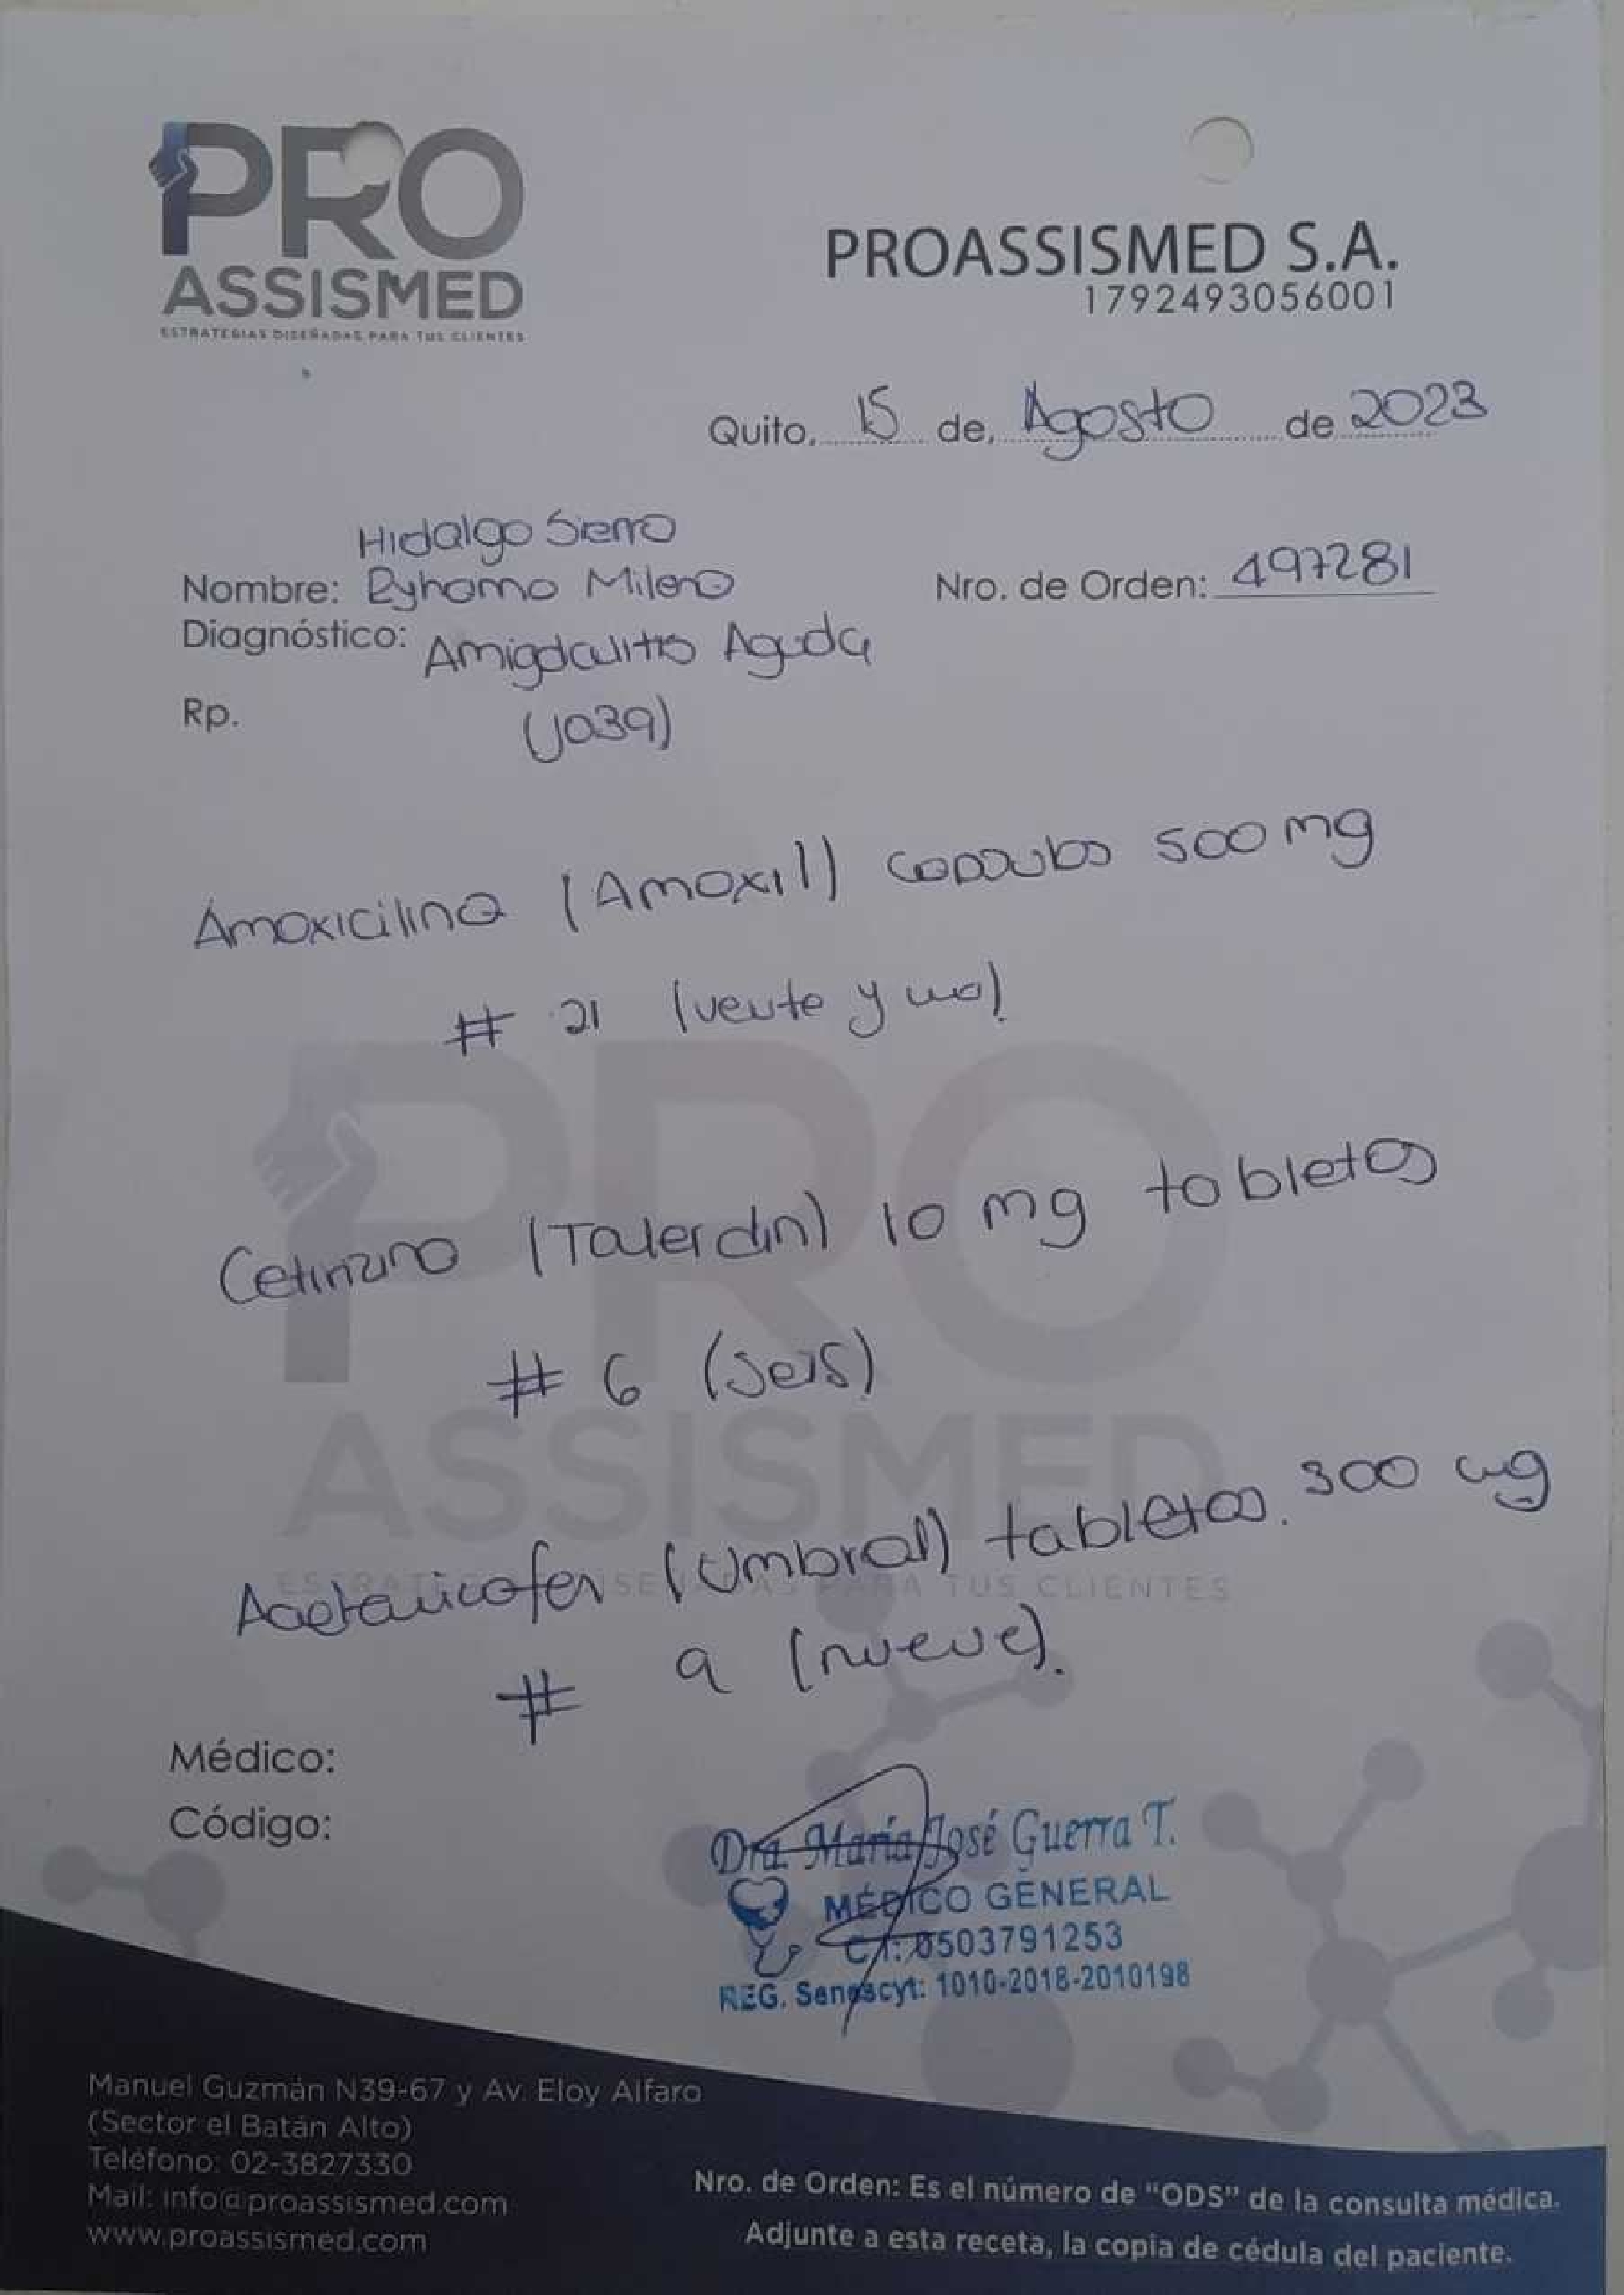 PRO
ASSISMED
ESTRATEGIAS DISEÑADAS PARA TUS CLIENTES
PROASSISMED S.A.
1792493056001
Quito, 15 de, Agosto de 2023
Hidalgo Sierra
Nombre: Milena
Nro. de Orden: 497281
Diagnóstico: Amigdalitis Aguda
Rp. (J039)
Amoxicilina (Amoxil) capsulas 500 mg
# 21 (veinte y uno)
Cetirizina (Talerdin) 10 mg tabletas
# 6 (seis)
Acetaminofen (Umbral) tabletas. 300 mg
# 9 (nueve).
PRO
ASSISMED
ESTRATEGIAS DISEÑADAS PARA TUS CLIENTES
Médico:
Código:
Dra. María José Guerra T.
MÉDICO GENERAL
C.I.: 0503791253
REG. Senescyt: 1010-2018-2010198
Manuel Guzmán N39-67 y Av. Eloy Alfaro
(Sector el Batán Alto)
Teléfono: 02-3827330
Mail: info@proassismed.com
www.proassismed.com
Nro. de Orden: Es el número de "ODS" de la consulta médica.
Adjunte a esta receta, la copia de cédula del paciente.